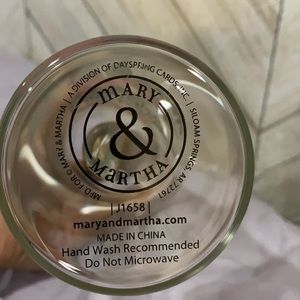 MFD. FOR © MARY & MARTHA | A DIVISION OF DAYSPRING CARDS, INC. | SILOAM SPRINGS, AR 72761
MARY
&
MARTHA
| J1658 |
maryandmartha.com
MADE IN CHINA
Hand Wash Recommended
Do Not Microwave